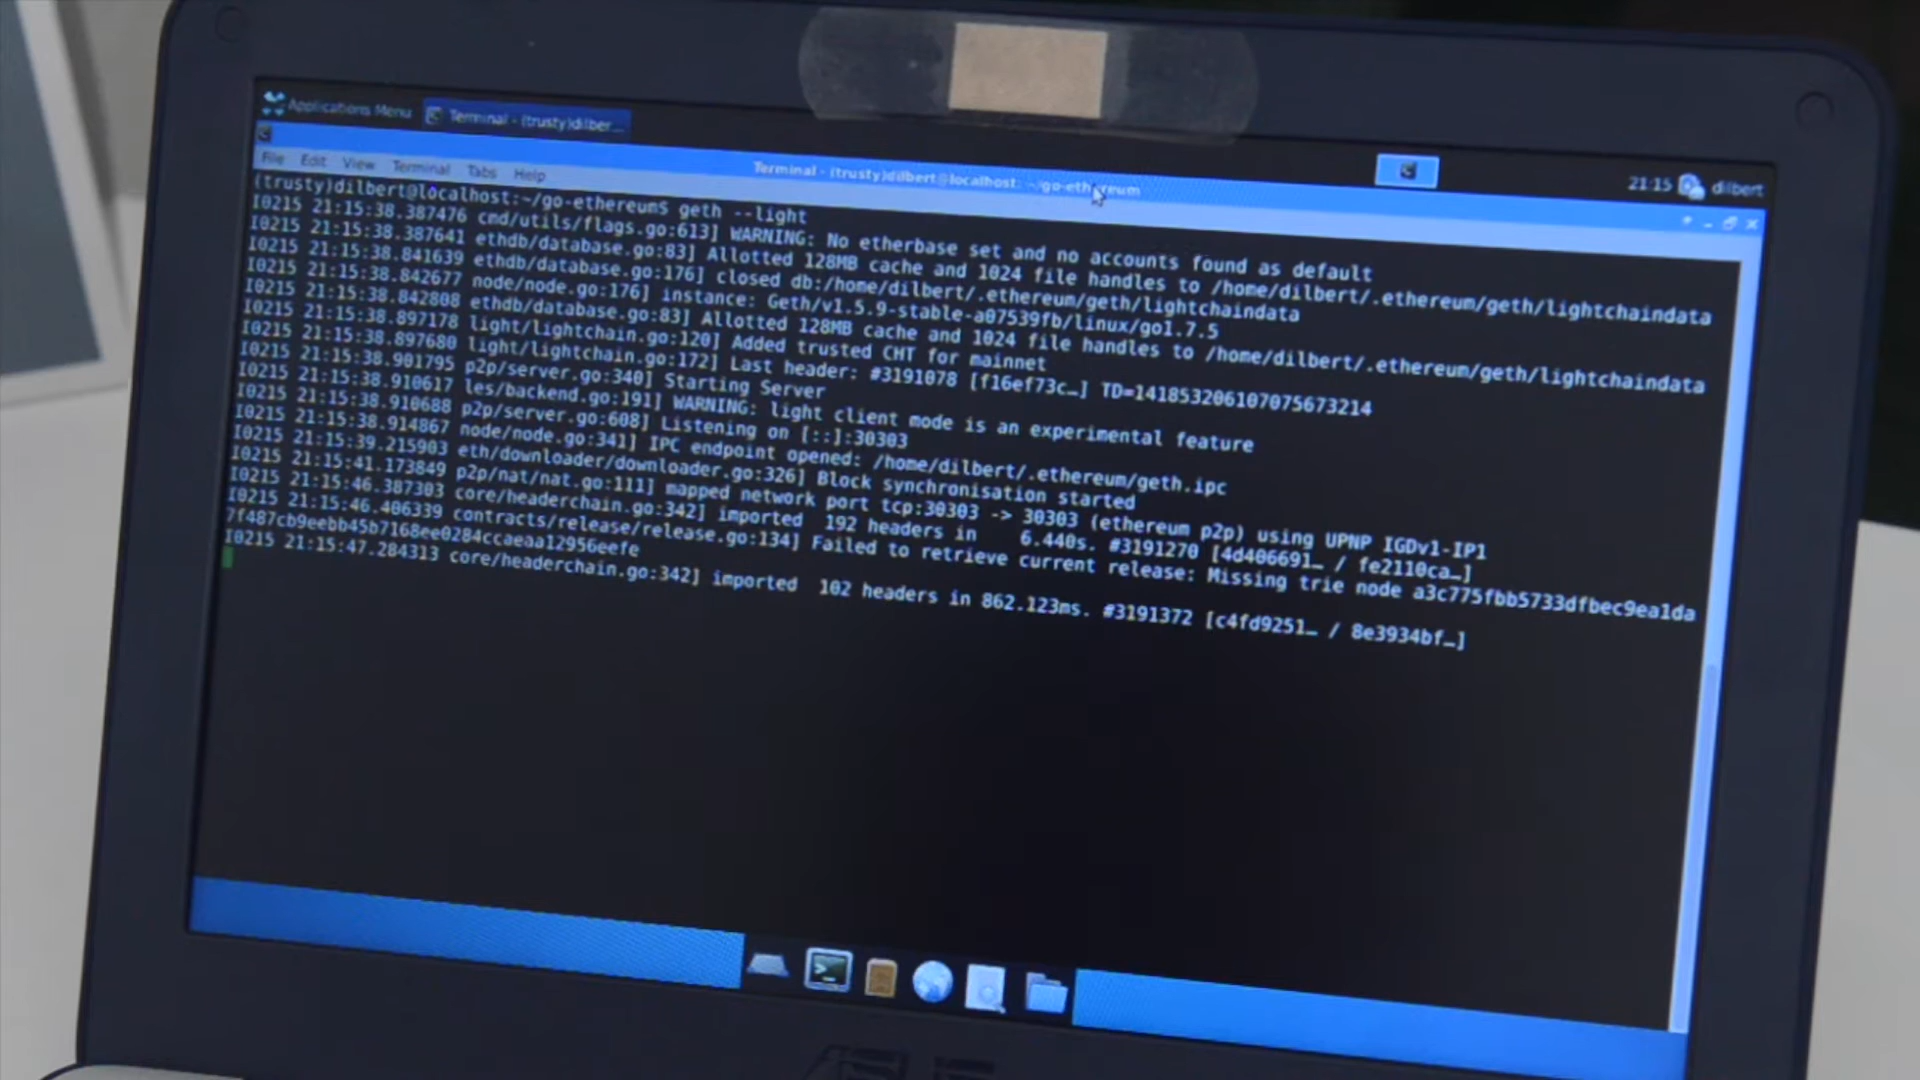 Applications Menu
Terminal - (trusty)dilber...
21:15 dilbert
Terminal - (trusty)dilbert@localhost: ~/go-ethereum
File Edit View Terminal Tabs Help
(trusty)dilbert@localhost:~/go-ethereum$ geth --light
I0215 21:15:38.387476 cmd/utils/flags.go:613] WARNING: No etherbase set and no accounts found as default
I0215 21:15:38.387641 ethdb/database.go:83] Allotted 128MB cache and 1024 file handles to /home/dilbert/.ethereum/geth/lightchaindata
I0215 21:15:38.841639 ethdb/database.go:176] closed db:/home/dilbert/.ethereum/geth/lightchaindata
I0215 21:15:38.842677 node/node.go:176] instance: Geth/v1.5.9-stable-a07539fb/linux/go1.7.5
I0215 21:15:38.842808 ethdb/database.go:83] Allotted 128MB cache and 1024 file handles to /home/dilbert/.ethereum/geth/lightchaindata
I0215 21:15:38.897178 light/lightchain.go:120] Added trusted CHT for mainnet
I0215 21:15:38.897680 light/lightchain.go:172] Last header: #3191078 [f16ef73c…] TD=141853206107075673214
I0215 21:15:38.901795 p2p/server.go:340] Starting Server
I0215 21:15:38.910617 les/backend.go:191] WARNING: light client mode is an experimental feature
I0215 21:15:38.910688 p2p/server.go:608] Listening on [::]:30303
I0215 21:15:38.914867 node/node.go:341] IPC endpoint opened: /home/dilbert/.ethereum/geth.ipc
I0215 21:15:39.215903 eth/downloader/downloader.go:326] Block synchronisation started
I0215 21:15:41.173849 p2p/nat/nat.go:111] mapped network port tcp:30303 -> 30303 (ethereum p2p) using UPNP IGDv1-IP1
I0215 21:15:46.387303 core/headerchain.go:342] imported 192 headers in 6.440s. #3191270 [4d406691… / fe2110ca…]
I0215 21:15:46.406339 contracts/release/release.go:134] Failed to retrieve current release: Missing trie node a3c775fbb5733dfbec9ea1da
7f487cb9eebb45b7168ee0284ccaeaa12956eefe
I0215 21:15:47.284313 core/headerchain.go:342] imported 102 headers in 862.123ms. #3191372 [c4fd9251… / 8e3934bf…]